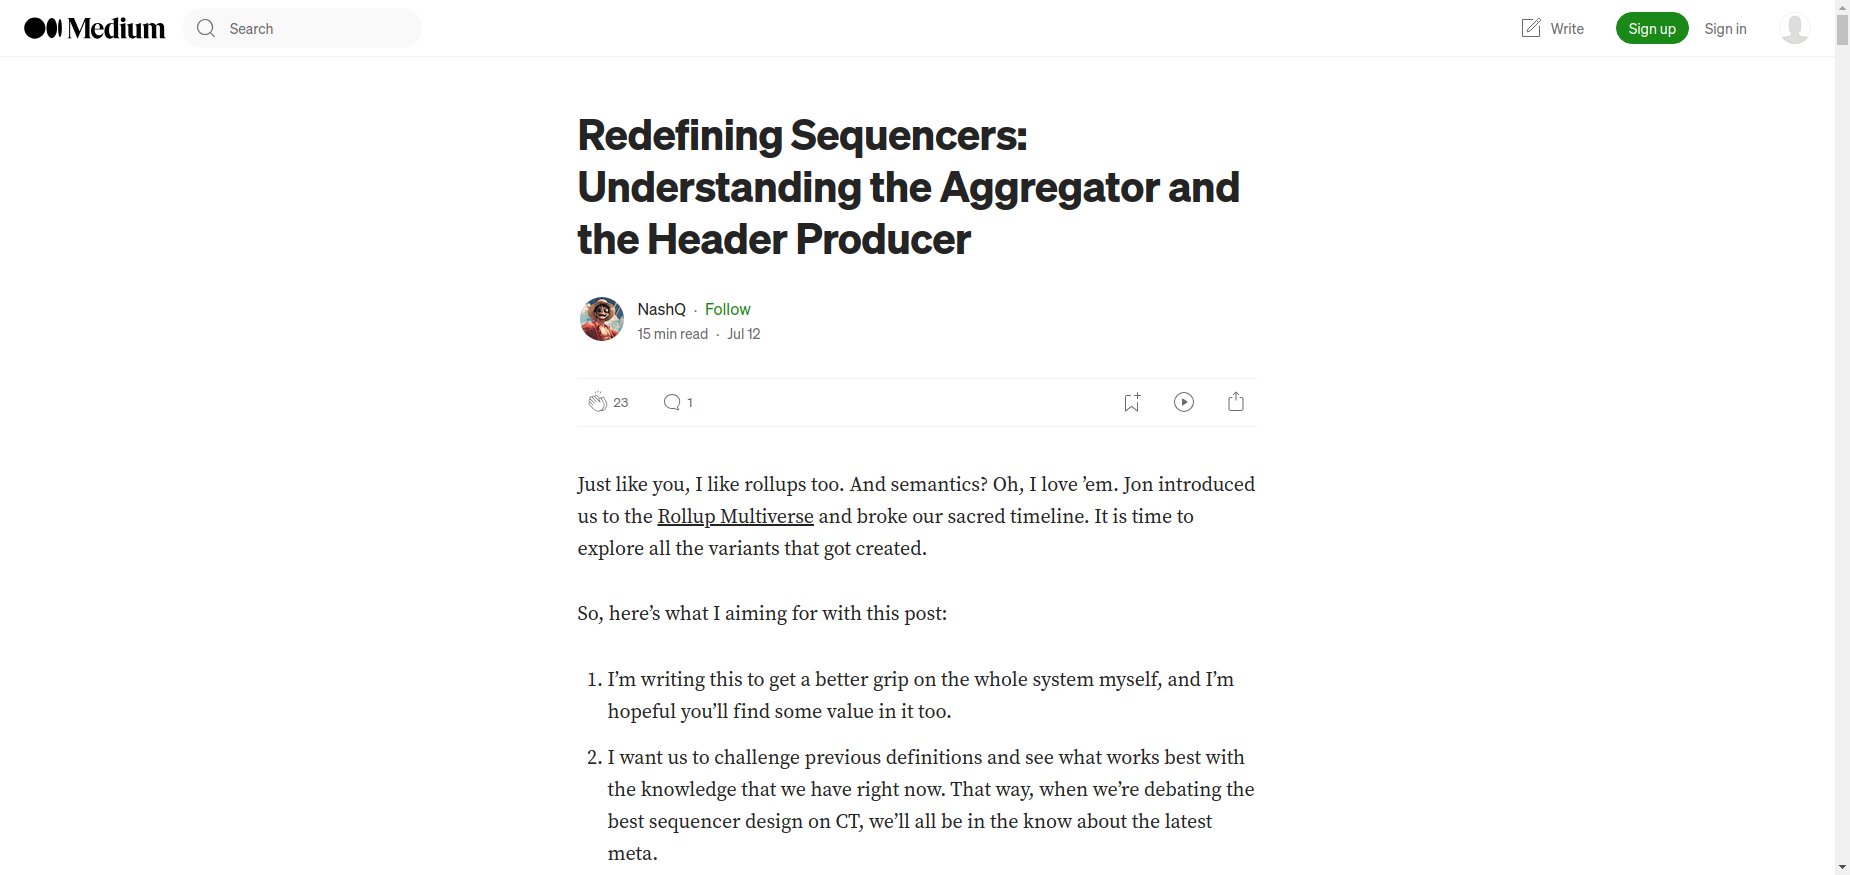 Medium
Search
Write
Sign up
Sign in
Redefining Sequencers:
Understanding the Aggregator and
the Header Producer
NashQ · Follow
15 min read · Jul 12
23
1
Just like you, I like rollups too. And semantics? Oh, I love ’em. Jon introduced
us to the Rollup Multiverse and broke our sacred timeline. It is time to
explore all the variants that got created.
So, here’s what I aiming for with this post:
1. I’m writing this to get a better grip on the whole system myself, and I’m
hopeful you’ll find some value in it too.
2. I want us to challenge previous definitions and see what works best with
the knowledge that we have right now. That way, when we’re debating the
best sequencer design on CT, we’ll all be in the know about the latest
meta.